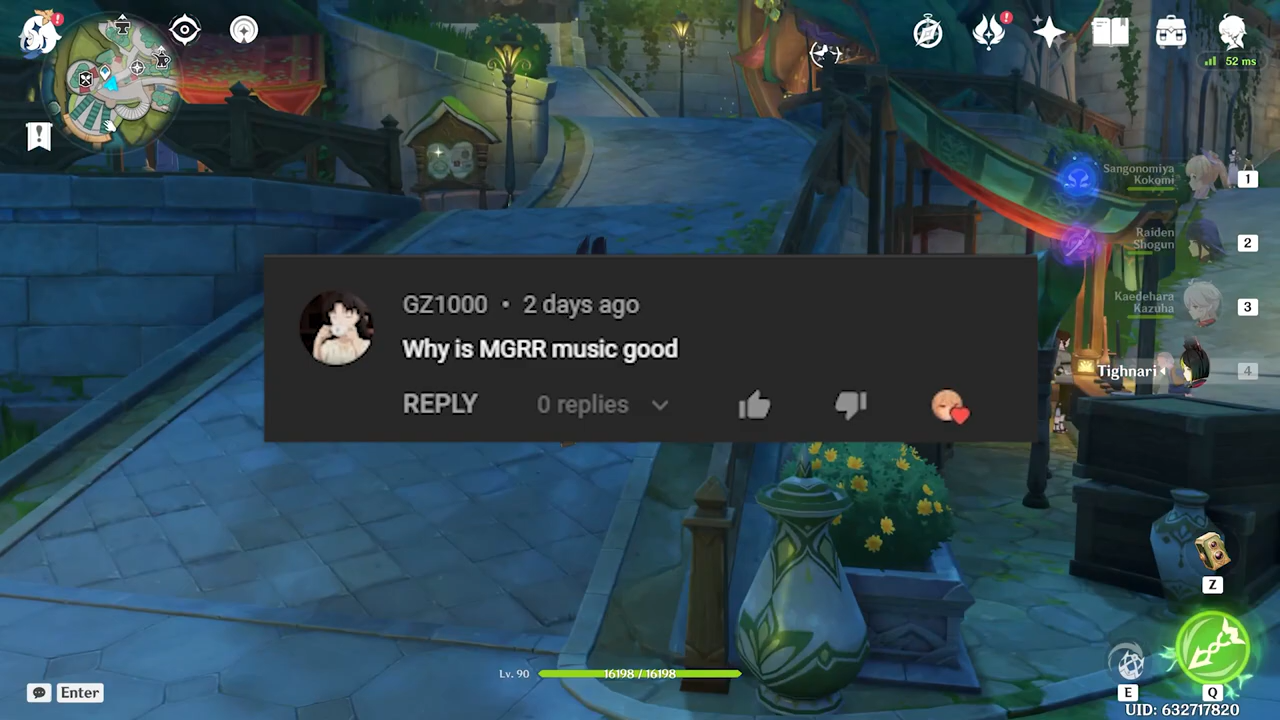 52 ms
Sangonomiya
Kokomi
1
Raiden
Shogun
2
GZ1000 • 2 days ago
Why is MGRR music good
REPLY
0 replies
Kaedehara
Kazuha
3
Tighnari
4
Z
Lv. 90
16198 / 16198
Enter
E
Q
UID: 632717820